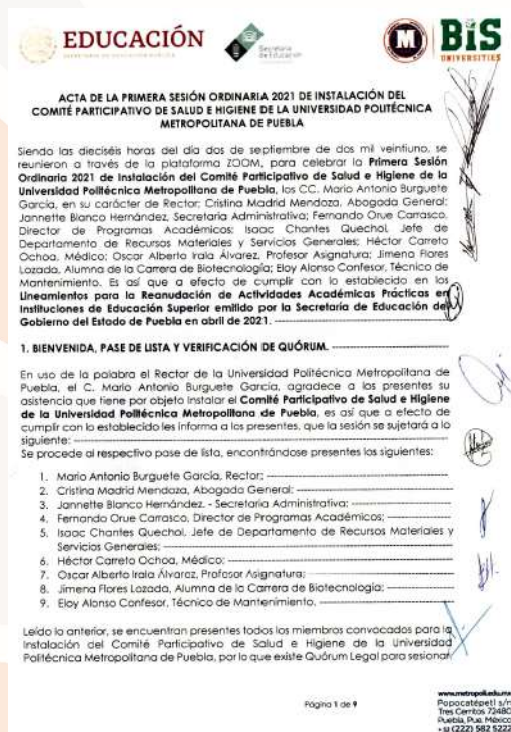 EDUCACIÓN
SECRETARÍA DE EDUCACIÓN PÚBLICA
Secretaría
de Educación
M
BiS
UNIVERSITIES
ACTA DE LA PRIMERA SESIÓN ORDINARIA 2021 DE INSTALACIÓN DEL
COMITÉ PARTICIPATIVO DE SALUD E HIGIENE DE LA UNIVERSIDAD POLITÉCNICA
METROPOLITANA DE PUEBLA
Siendo las dieciséis horas del día dos de septiembre de dos mil veintiuno, se
reunieron a través de la plataforma ZOOM, para celebrar la Primera Sesión
Ordinaria 2021 de Instalación del Comité Participativo de Salud e Higiene de la
Universidad Politécnica Metropolitana de Puebla, los CC. Mario Antonio Burguete
García, en su carácter de Rector; Cristina Madrid Mendoza, Abogada General;
Jannette Blanco Hernández, Secretaria Administrativa; Fernando Orue Carrasco,
Director de Programas Académicos; Isaac Chantes Quechol, Jefe de
Departamento de Recursos Materiales y Servicios Generales; Héctor Carreto
Ochoa, Médico; Oscar Alberto Irala Álvarez, Profesor Asignatura; Jimena Flores
Lozada, Alumna de la Carrera de Biotecnología; Eloy Alonso Confesor, Técnico de
Mantenimiento. Es así que a efecto de cumplir con lo establecido en los
Lineamientos para la Reanudación de Actividades Académicas Prácticas en
Instituciones de Educación Superior emitido por la Secretaría de Educación del
Gobierno del Estado de Puebla en abril de 2021.
1. BIENVENIDA, PASE DE LISTA Y VERIFICACIÓN DE QUÓRUM.
En uso de la palabra el Rector de la Universidad Politécnica Metropolitana de
Puebla, el C. Mario Antonio Burguete García, agradece a los presentes su
asistencia que tiene por objeto instalar el Comité Participativo de Salud e Higiene
de la Universidad Politécnica Metropolitana de Puebla, es así que a efecto de
cumplir con lo establecido les informa a los presentes, que la sesión se sujetará a lo
siguiente:
Se procede al respectivo pase de lista, encontrándose presentes los siguientes:
1. Mario Antonio Burguete García, Rector;
2. Cristina Madrid Mendoza, Abogada General;
3. Jannette Blanco Hernández. - Secretaria Administrativa;
4. Fernando Orue Carrasco, Director de Programas Académicos;
5. Isaac Chantes Quechol, Jefe de Departamento de Recursos Materiales y
Servicios Generales;
6. Héctor Carreto Ochoa, Médico;
7. Oscar Alberto Irala Álvarez, Profesor Asignatura;
8. Jimena Flores Lozada, Alumna de la Carrera de Biotecnología;
9. Eloy Alonso Confesor, Técnico de Mantenimiento.
Leído lo anterior, se encuentran presentes todos los miembros convocados para la
Instalación del Comité Participativo de Salud e Higiene de la Universidad
Politécnica Metropolitana de Puebla, por lo que existe Quórum Legal para sesionar.
Página 1 de 9
www.metropoli.edu.mx
Popocatépetl s/n
Tres Cerritos 72480
Puebla, Pue. México
+52 (222) 582 5222